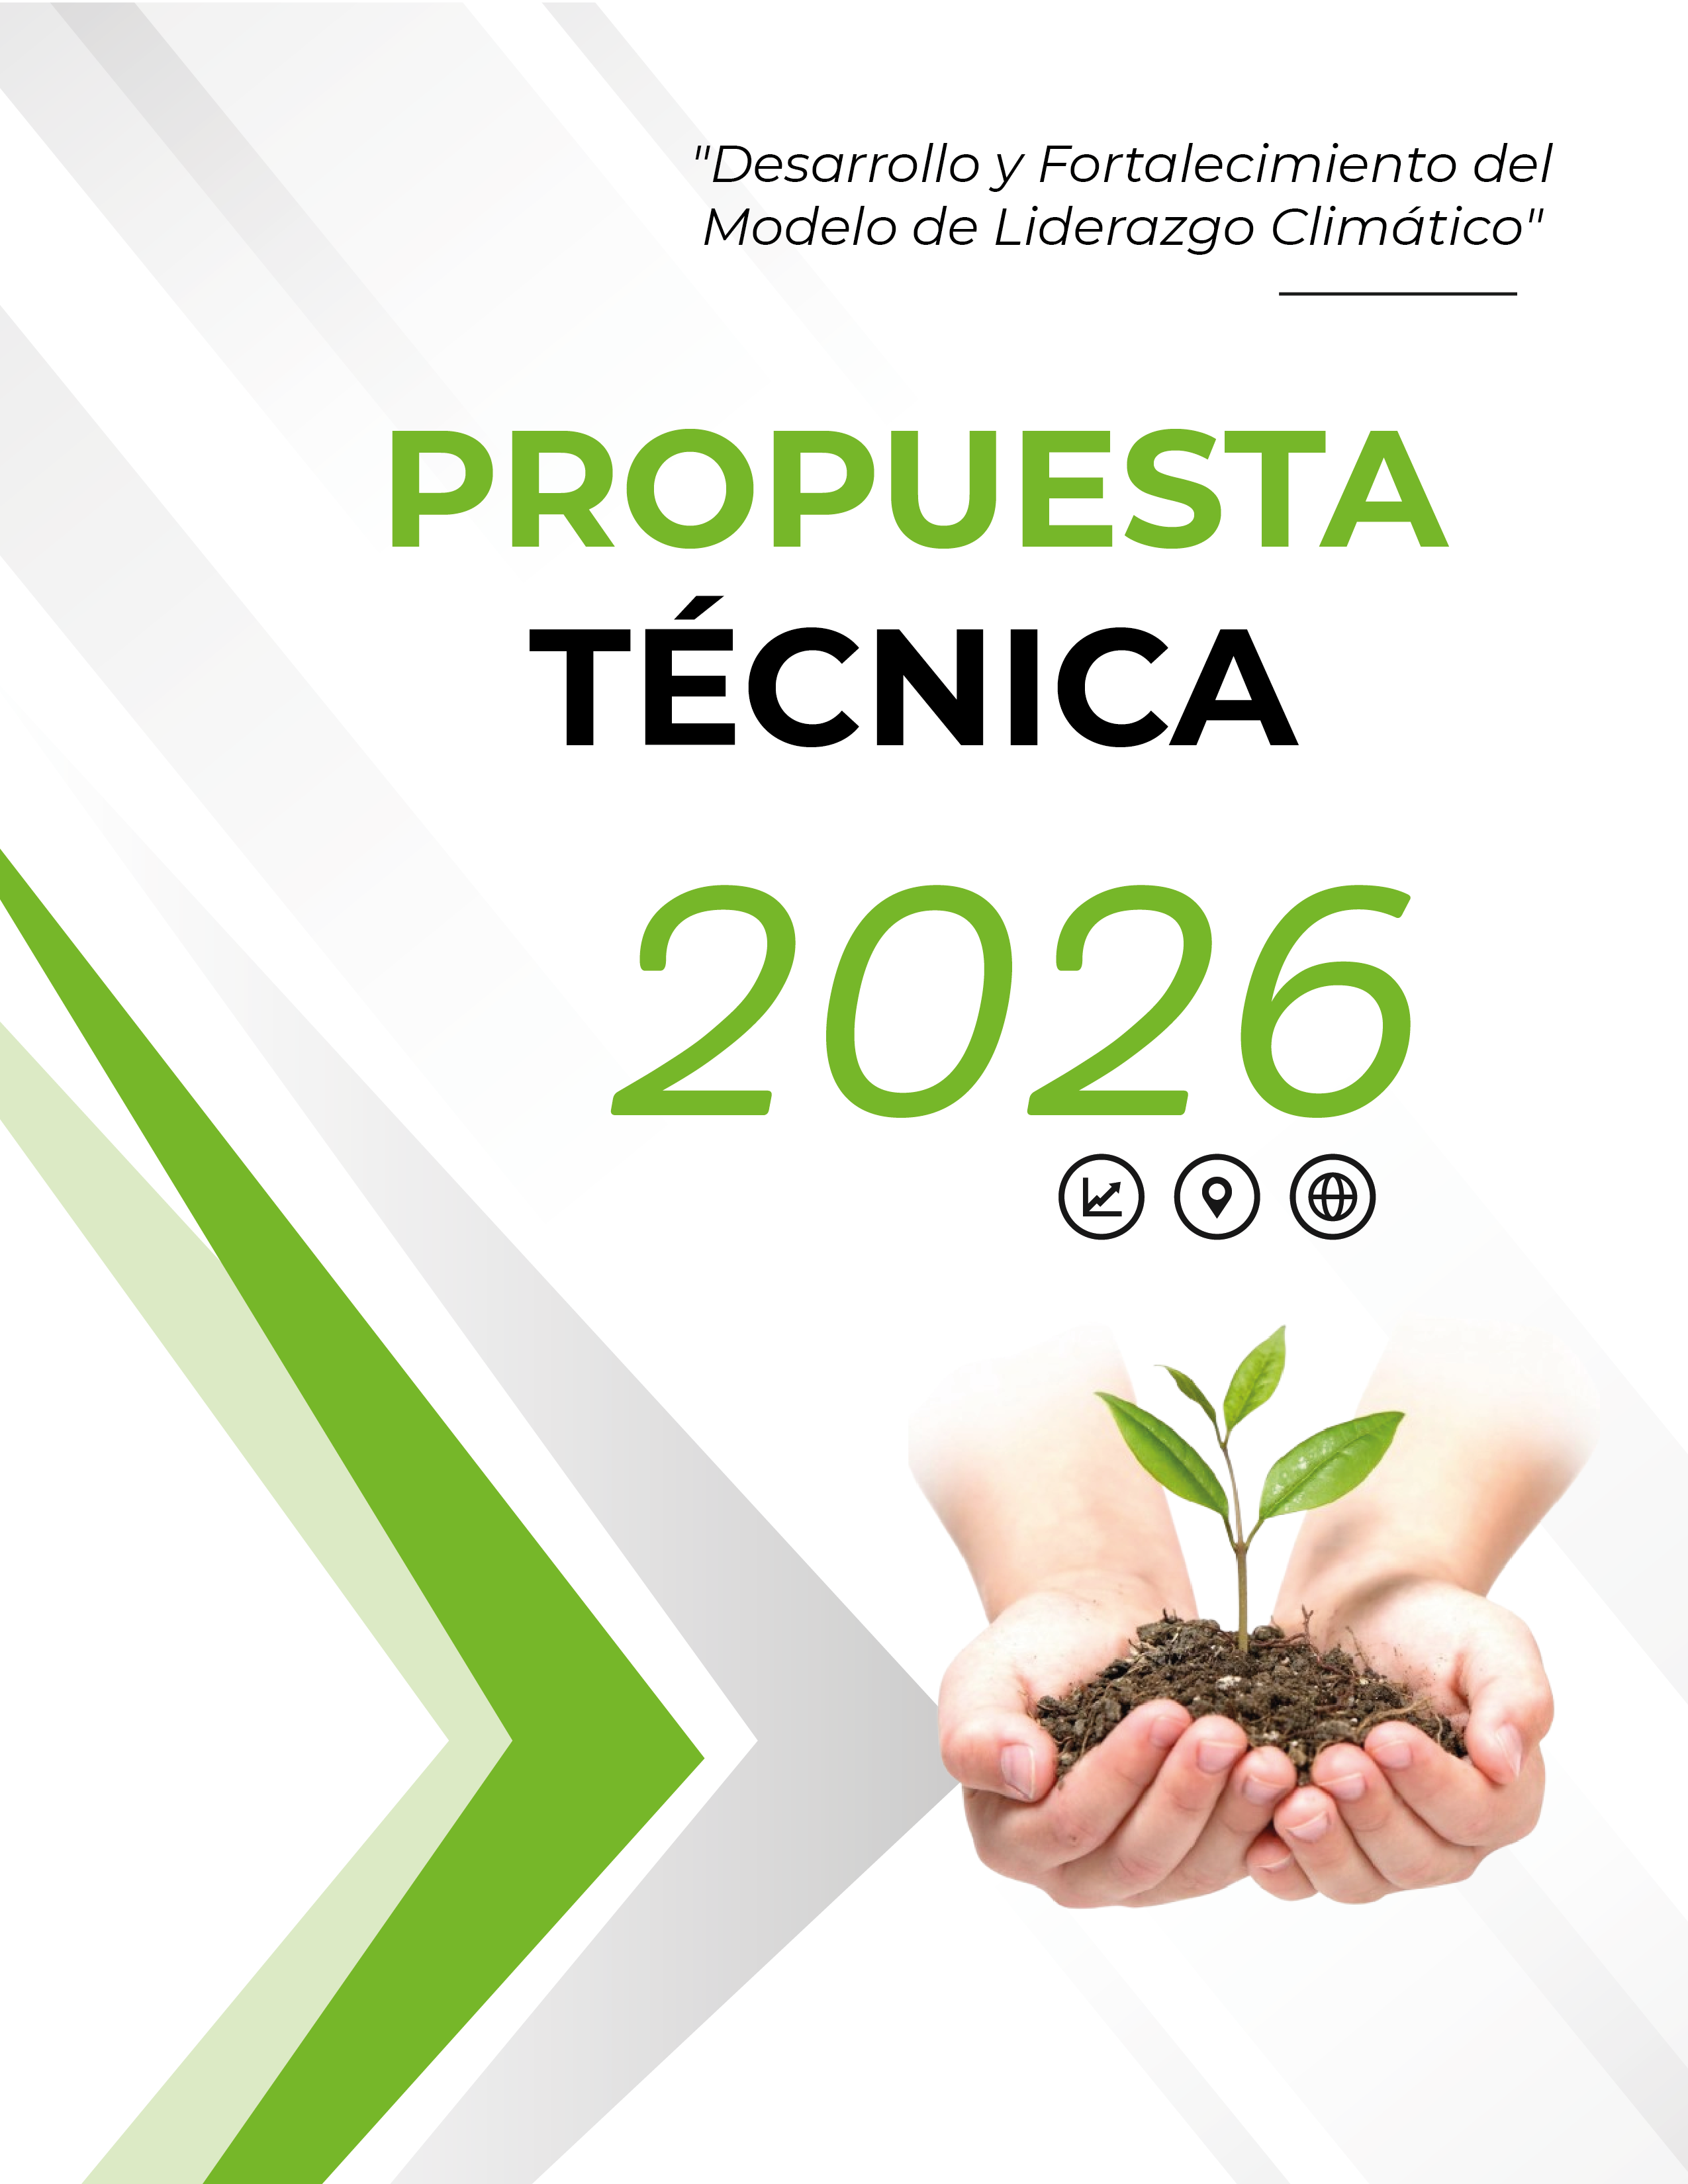 "Desarrollo y Fortalecimiento del
Modelo de Liderazgo Climático"
PROPUESTA
TÉCNICA
2026